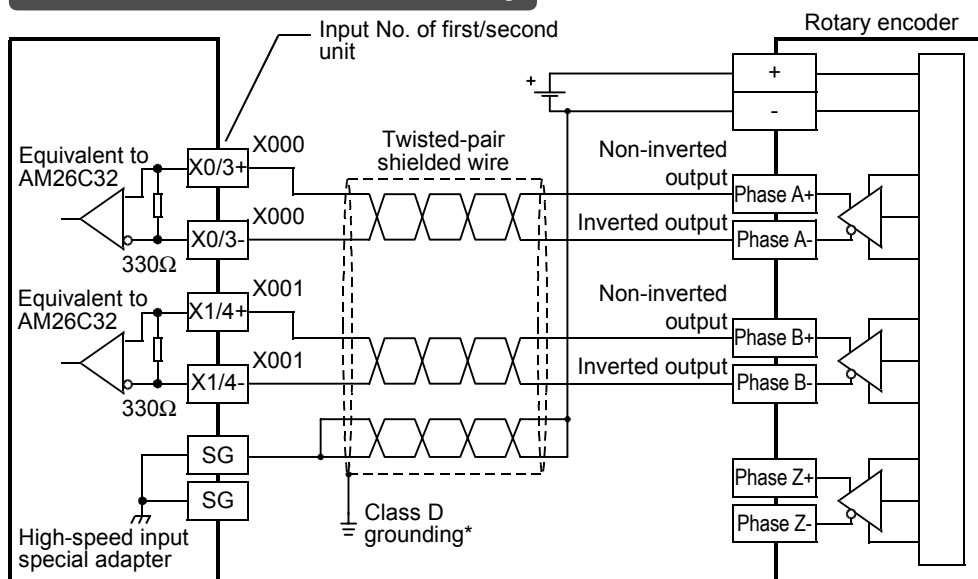 Input No. of first/second
unit
Rotary encoder
+
+
-
Equivalent to
AM26C32
X0/3+
X000
Twisted-pair
shielded wire
Non-inverted
output
Phase A+
X000
Inverted output
X0/3-
Phase A-
330Ω
Equivalent to
AM26C32
X1/4+
X001
Non-inverted
output
Phase B+
X001
Inverted output
X1/4-
Phase B-
330Ω
SG
SG
Phase Z+
Phase Z-
Class D
grounding*
High-speed input
special adapter